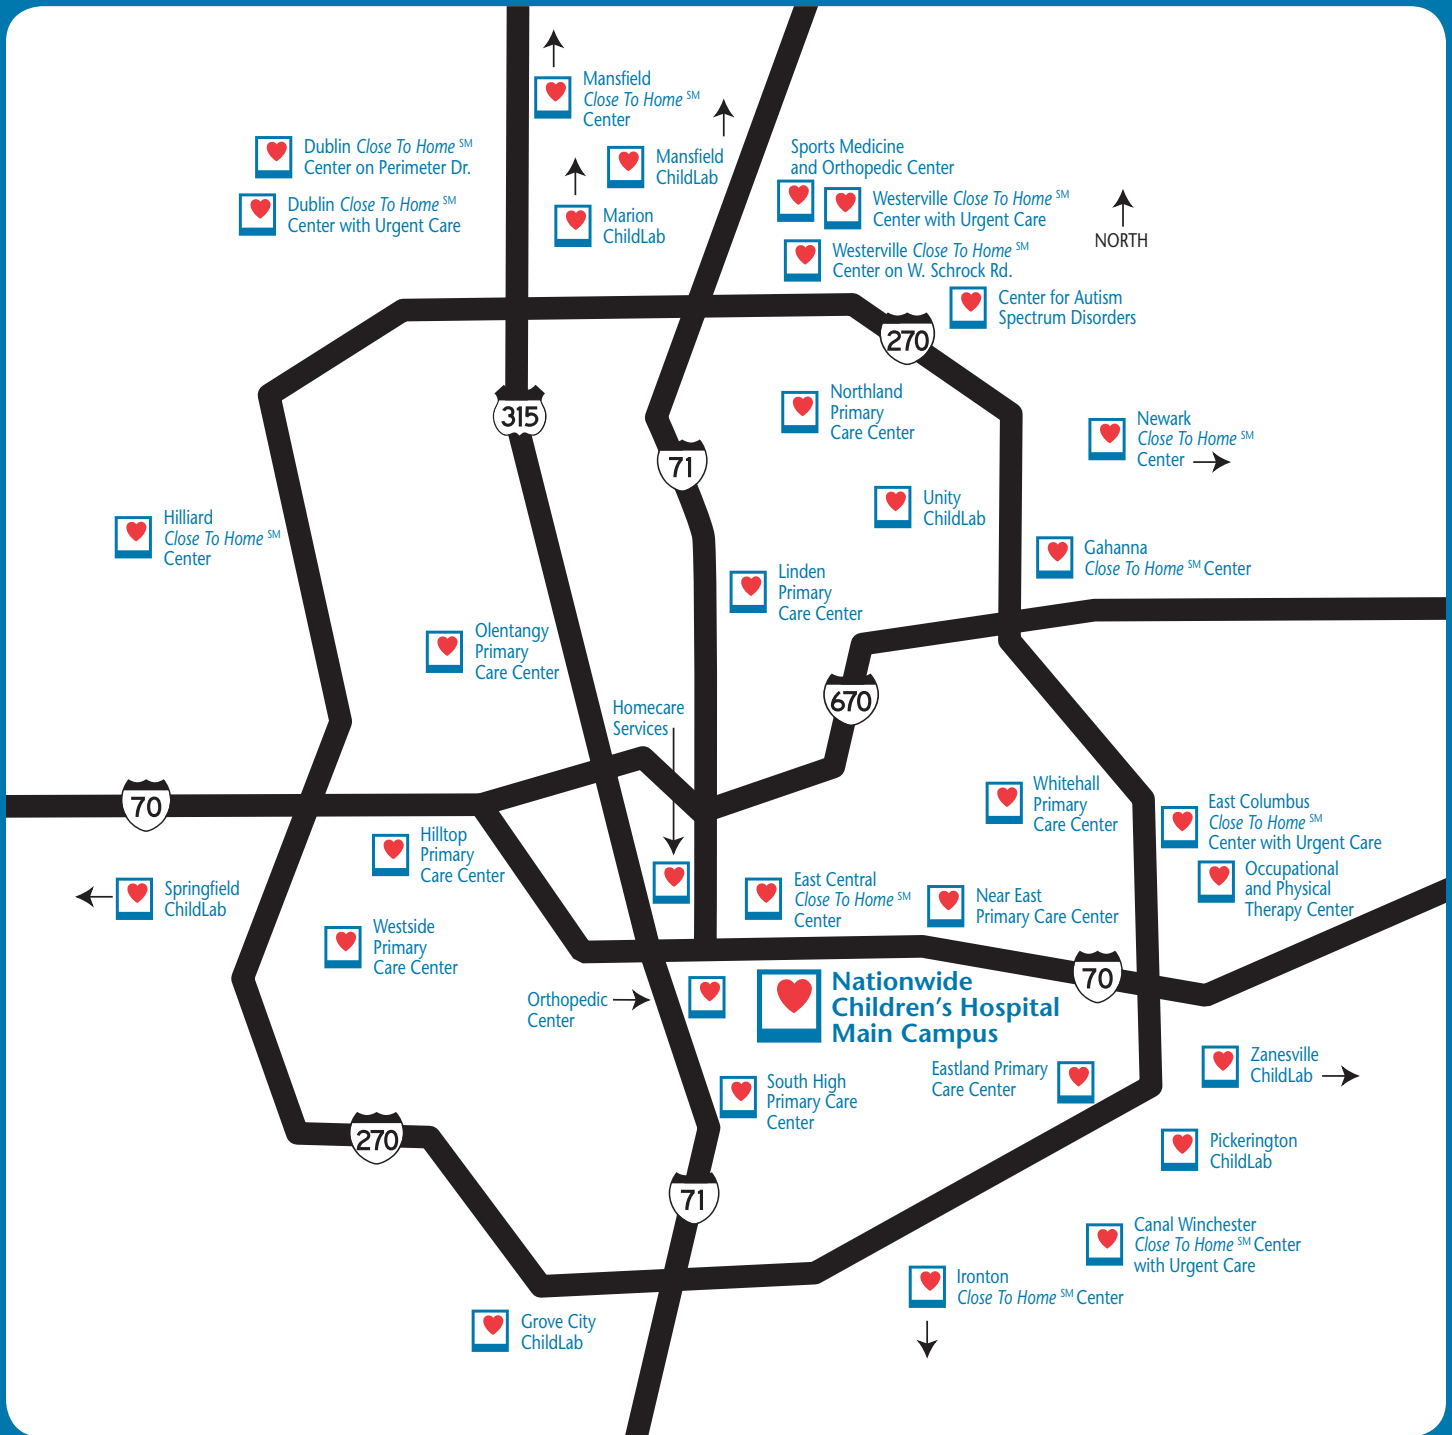 Mansfield
Close To Home SM
Center
Dublin Close To Home SM
Center on Perimeter Dr.
Mansfield
ChildLab
Sports Medicine
and Orthopedic Center
Dublin Close To Home SM
Center with Urgent Care
Marion
ChildLab
Westerville Close To Home SM
Center with Urgent Care
NORTH
Westerville Close To Home SM
Center on W. Schrock Rd.
Center for Autism
Spectrum Disorders
270
315
Northland
Primary
Care Center
71
Newark
Close To Home SM
Center
Unity
ChildLab
Hilliard
Close To Home SM
Center
Gahanna
Close To Home SM Center
Linden
Primary
Care Center
Olentangy
Primary
Care Center
670
Homecare
Services
70
Whitehall
Primary
Care Center
East Columbus
Close To Home SM
Center with Urgent Care
Hilltop
Primary
Care Center
Springfield
ChildLab
East Central
Close To Home SM
Center
Near East
Primary Care Center
Occupational
and Physical
Therapy Center
Westside
Primary
Care Center
70
Orthopedic
Center
Nationwide
Children's Hospital
Main Campus
Eastland Primary
Care Center
Zanesville
ChildLab
South High
Primary Care
Center
270
Pickerington
ChildLab
71
Canal Winchester
Close To Home SM Center
with Urgent Care
Ironton
Close To Home SM Center
Grove City
ChildLab